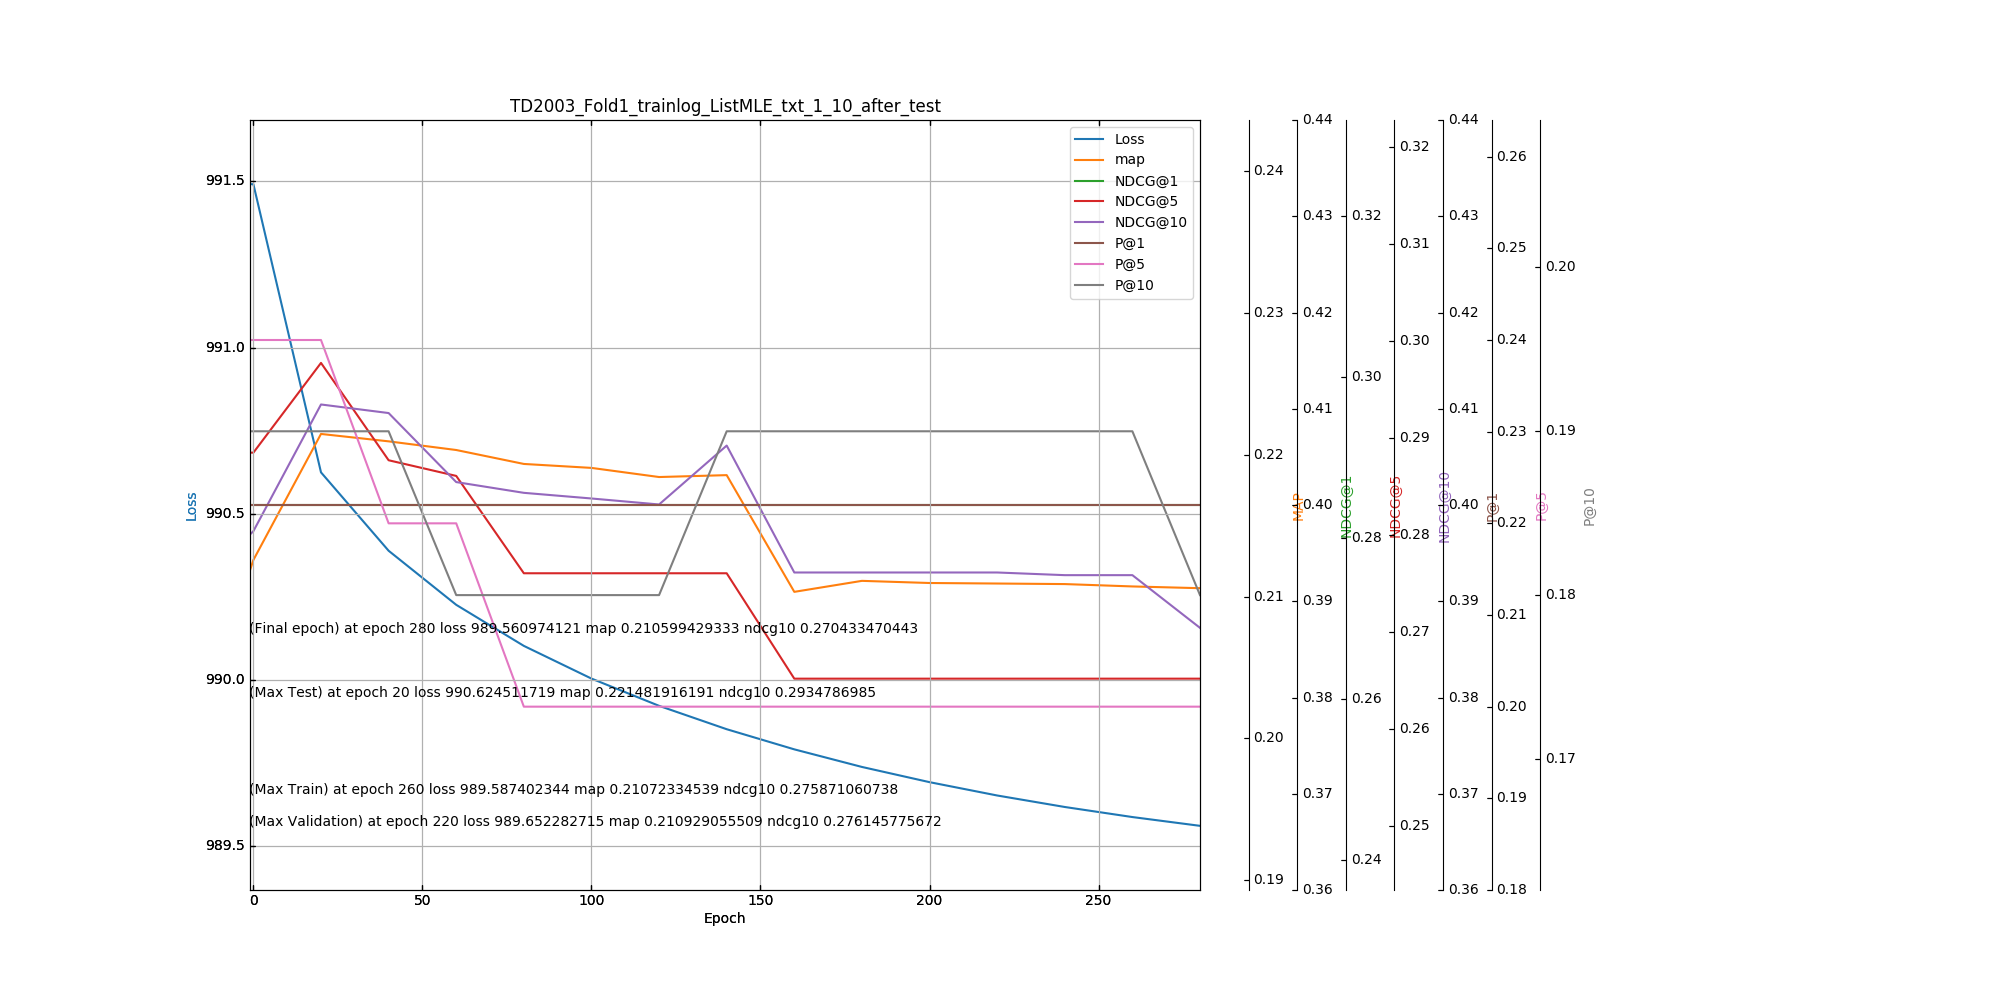 TD2003_Fold1_trainlog_ListMLE_txt_1_10_after_test
Loss
map
NDCG@1
NDCG@5
NDCG@10
P@1
P@5
P@10
991.5
991.0
990.5
990.0
989.5
Loss
(Final epoch) at epoch 280 loss 989.560974121 map 0.210599429333 ndcg10 0.270433470443
(Max Test) at epoch 20 loss 990.624511719 map 0.221481916191 ndcg10 0.2934786985
(Max Train) at epoch 260 loss 989.587402344 map 0.21072334539 ndcg10 0.275871060738
(Max Validation) at epoch 220 loss 989.652282715 map 0.210929055509 ndcg10 0.276145775672
0 50 100 150 200 250
Epoch
0.24
0.23
0.22
0.21
0.20
0.19
MAP
0.44
0.43
0.42
0.41
0.40
0.39
0.38
0.37
0.36
NDCG@1
0.32
0.30
0.28
0.26
0.24
NDCG@5
0.32
0.31
0.30
0.29
0.28
0.27
0.26
0.25
NDCG@10
0.44
0.43
0.42
0.41
0.40
0.39
0.38
0.37
0.36
P@1
0.26
0.25
0.24
0.23
0.22
0.21
0.20
0.19
0.18
P@5
0.20
0.19
0.18
0.17
P@10